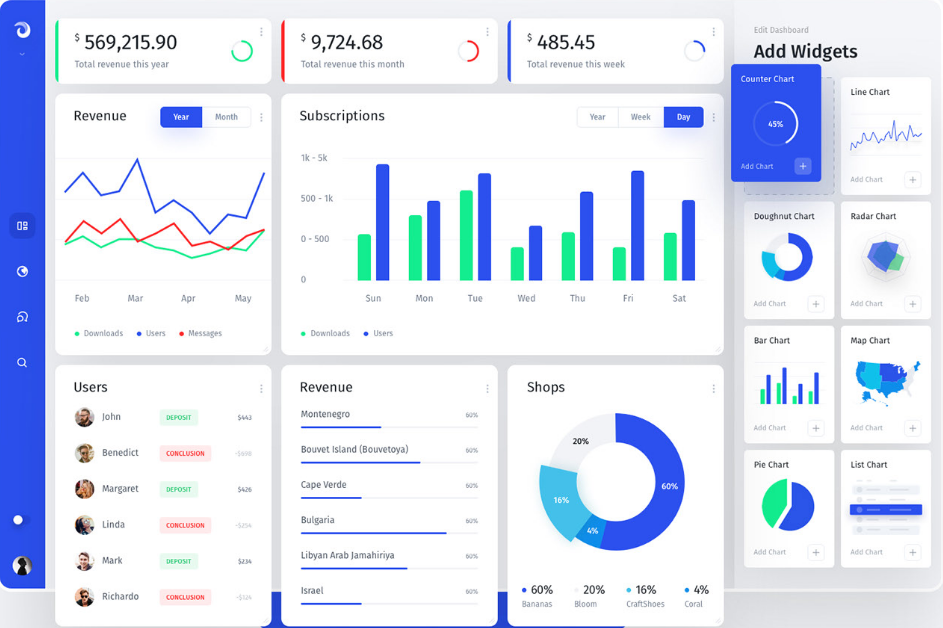 $ 569,215.90
Total revenue this year
$ 9,724.68
Total revenue this month
$ 485.45
Total revenue this week
Edit Dashboard
Add Widgets
Revenue
Year
Month
Feb
Mar
Apr
May
Downloads
Users
Messages
Subscriptions
Year
Week
Day
1k - 5k
500 - 1k
0 - 500
0
Sun
Mon
Tue
Wed
Thu
Fri
Sat
Downloads
Users
Counter Chart
45%
Add Chart
Line Chart
Add Chart
Doughnut Chart
Add Chart
Radar Chart
Add Chart
Bar Chart
Add Chart
Map Chart
Add Chart
Pie Chart
Add Chart
List Chart
Add Chart
Users
John
DEPOSIT
$443
Benedict
CONCLUSION
Margaret
DEPOSIT
$426
Linda
CONCLUSION
-$254
Mark
DEPOSIT
$234
Richardo
CONCLUSION
-$124
Revenue
Montenegro
60%
Bouvet Island (Bouvetoya)
60%
Cape Verde
60%
Bulgaria
60%
Libyan Arab Jamahiriya
60%
Israel
60%
Shops
20%
60%
16%
4%
60%
Bananas
20%
Bloom
16%
CraftShoes
4%
Coral